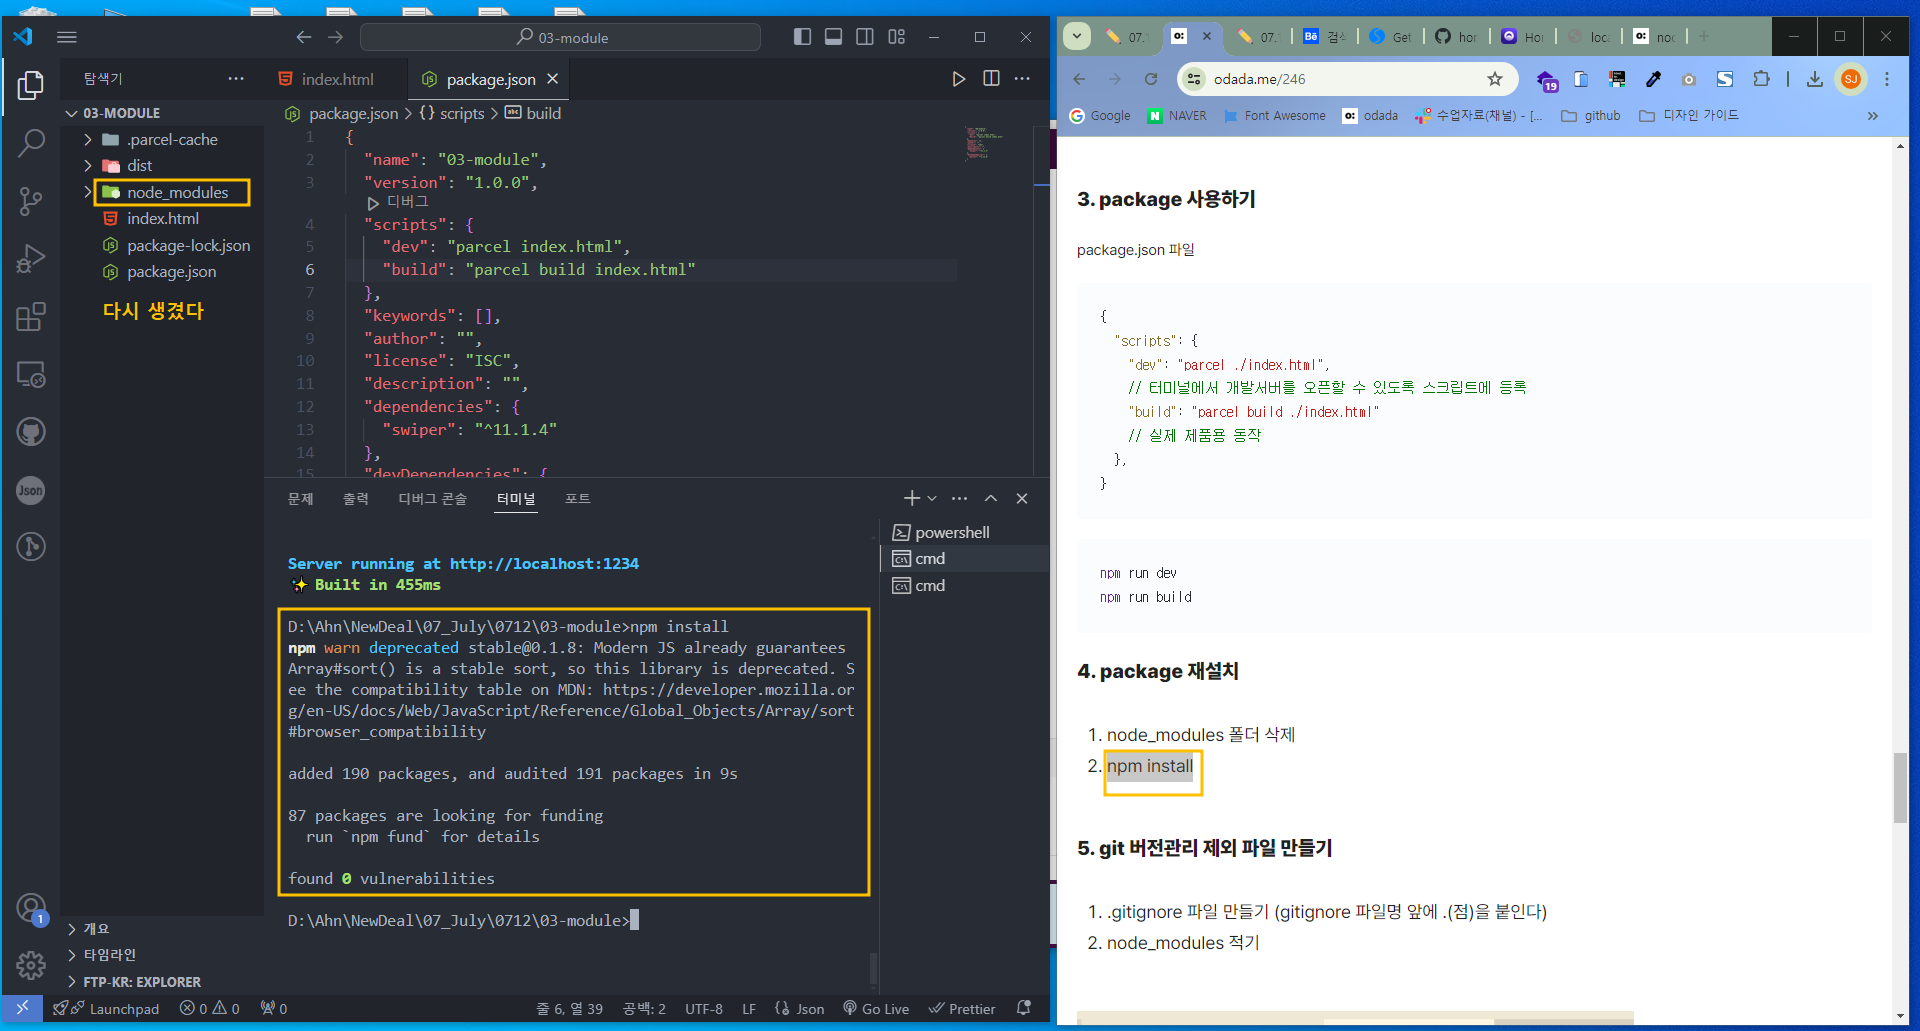 03-module
탐색기
index.html
package.json
03-MODULE
.parcel-cache
dist
node_modules
index.html
package-lock.json
package.json
다시 생겼다
package.json > {} scripts > build
1 {
2 "name": "03-module",
3 "version": "1.0.0",
디버그
4 "scripts": {
5 "dev": "parcel index.html",
6 "build": "parcel build index.html"
7 },
8 "keywords": [],
9 "author": "",
10 "license": "ISC",
11 "description": "",
12 "dependencies": {
13 "swiper": "^11.1.4"
14 },
15 "devDependencies": {
문제 출력 디버그 콘솔 터미널 포트
powershell
cmd
cmd
Server running at http://localhost:1234
✨ Built in 455ms
D:\Ahn\NewDeal\07_July\0712\03-module>npm install
npm warn deprecated stable@0.1.8: Modern JS already guarantees
Array#sort() is a stable sort, so this library is deprecated. S
ee the compatibility table on MDN: https://developer.mozilla.or
g/en-US/docs/Web/JavaScript/Reference/Global_Objects/Array/sort
#browser_compatibility
added 190 packages, and audited 191 packages in 9s
87 packages are looking for funding
run `npm fund` for details
found 0 vulnerabilities
D:\Ahn\NewDeal\07_July\0712\03-module>
1
개요
타임라인
FTP-KR: EXPLORER
Launchpad 0 0 0 줄 6, 열 39 공백: 2 UTF-8 LF {} Json Go Live Prettier
Json
07. o: 07. Bē 검색 Get hor Ho loca o: noc
odada.me/246
19
SJ
Google NAVER Font Awesome o: odada 수업자료(채널) - [... github 디자인 가이드
3. package 사용하기
package.json 파일
{
"scripts": {
"dev": "parcel ./index.html",
// 터미널에서 개발서버를 오픈할 수 있도록 스크립트에 등록
"build": "parcel build ./index.html"
// 실제 제품용 동작
},
}
npm run dev
npm run build
4. package 재설치
1. node_modules 폴더 삭제
2. npm install
5. git 버전관리 제외 파일 만들기
1. .gitignore 파일 만들기 (gitignore 파일명 앞에 .(점)을 붙인다)
2. node_modules 적기